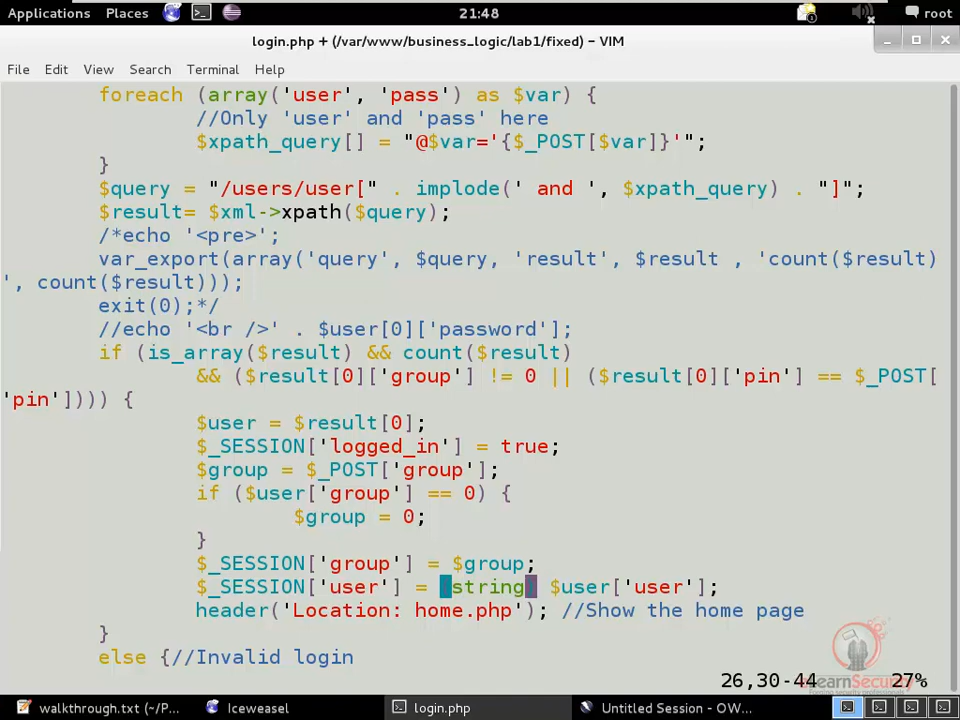 Applications Places 21:48 root
login.php + (/var/www/business_logic/lab1/fixed) – VIM
File Edit View Search Terminal Help
foreach (array('user', 'pass') as $var) {
//Only 'user' and 'pass' here
$xpath_query[] = "@$var='{$_POST[$var]}'";
}
$query = "/users/user[" . implode(' and ', $xpath_query) . "]";
$result= $xml->xpath($query);
/*echo '<pre>';
var_export(array('query', $query, 'result', $result , 'count($result)
', count($result)));
exit(0);*/
//echo '<br />' . $user[0]['password'];
if (is_array($result) && count($result)
&& ($result[0]['group'] != 0 || ($result[0]['pin'] == $_POST[
'pin']))) {
$user = $result[0];
$_SESSION['logged_in'] = true;
$group = $_POST['group'];
if ($user['group'] == 0) {
$group = 0;
}
$_SESSION['group'] = $group;
$_SESSION['user'] = (string) $user['user'];
header('Location: home.php'); //Show the home page
}
else {//Invalid login
26,30-44 27%
walkthrough.txt (~/P... Iceweasel login.php Untitled Session - OW...